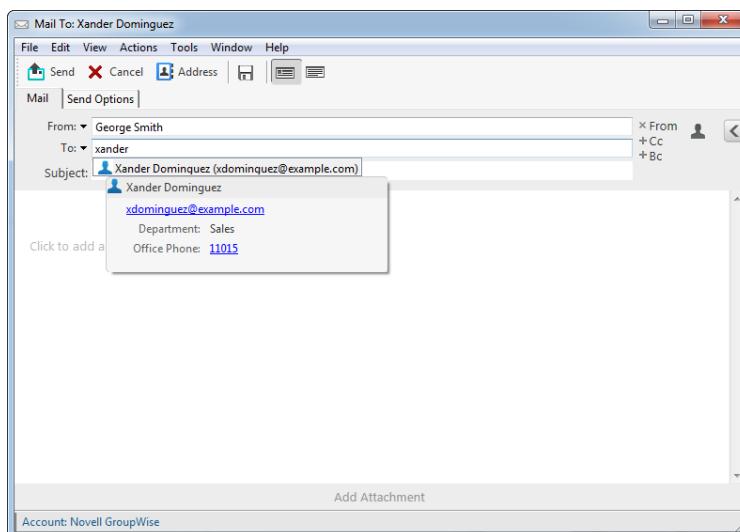 Mail To: Xander Dominguez
File Edit View Actions Tools Window Help
Send Cancel Address
Mail Send Options
From: George Smith
× From
To: xander
+ Cc
+ Bc
Subject:
Xander Dominguez (xdominguez@example.com)
Xander Dominguez
xdominguez@example.com
Department: Sales
Click to add a
Office Phone: 11015
Add Attachment
Account: Novell GroupWise